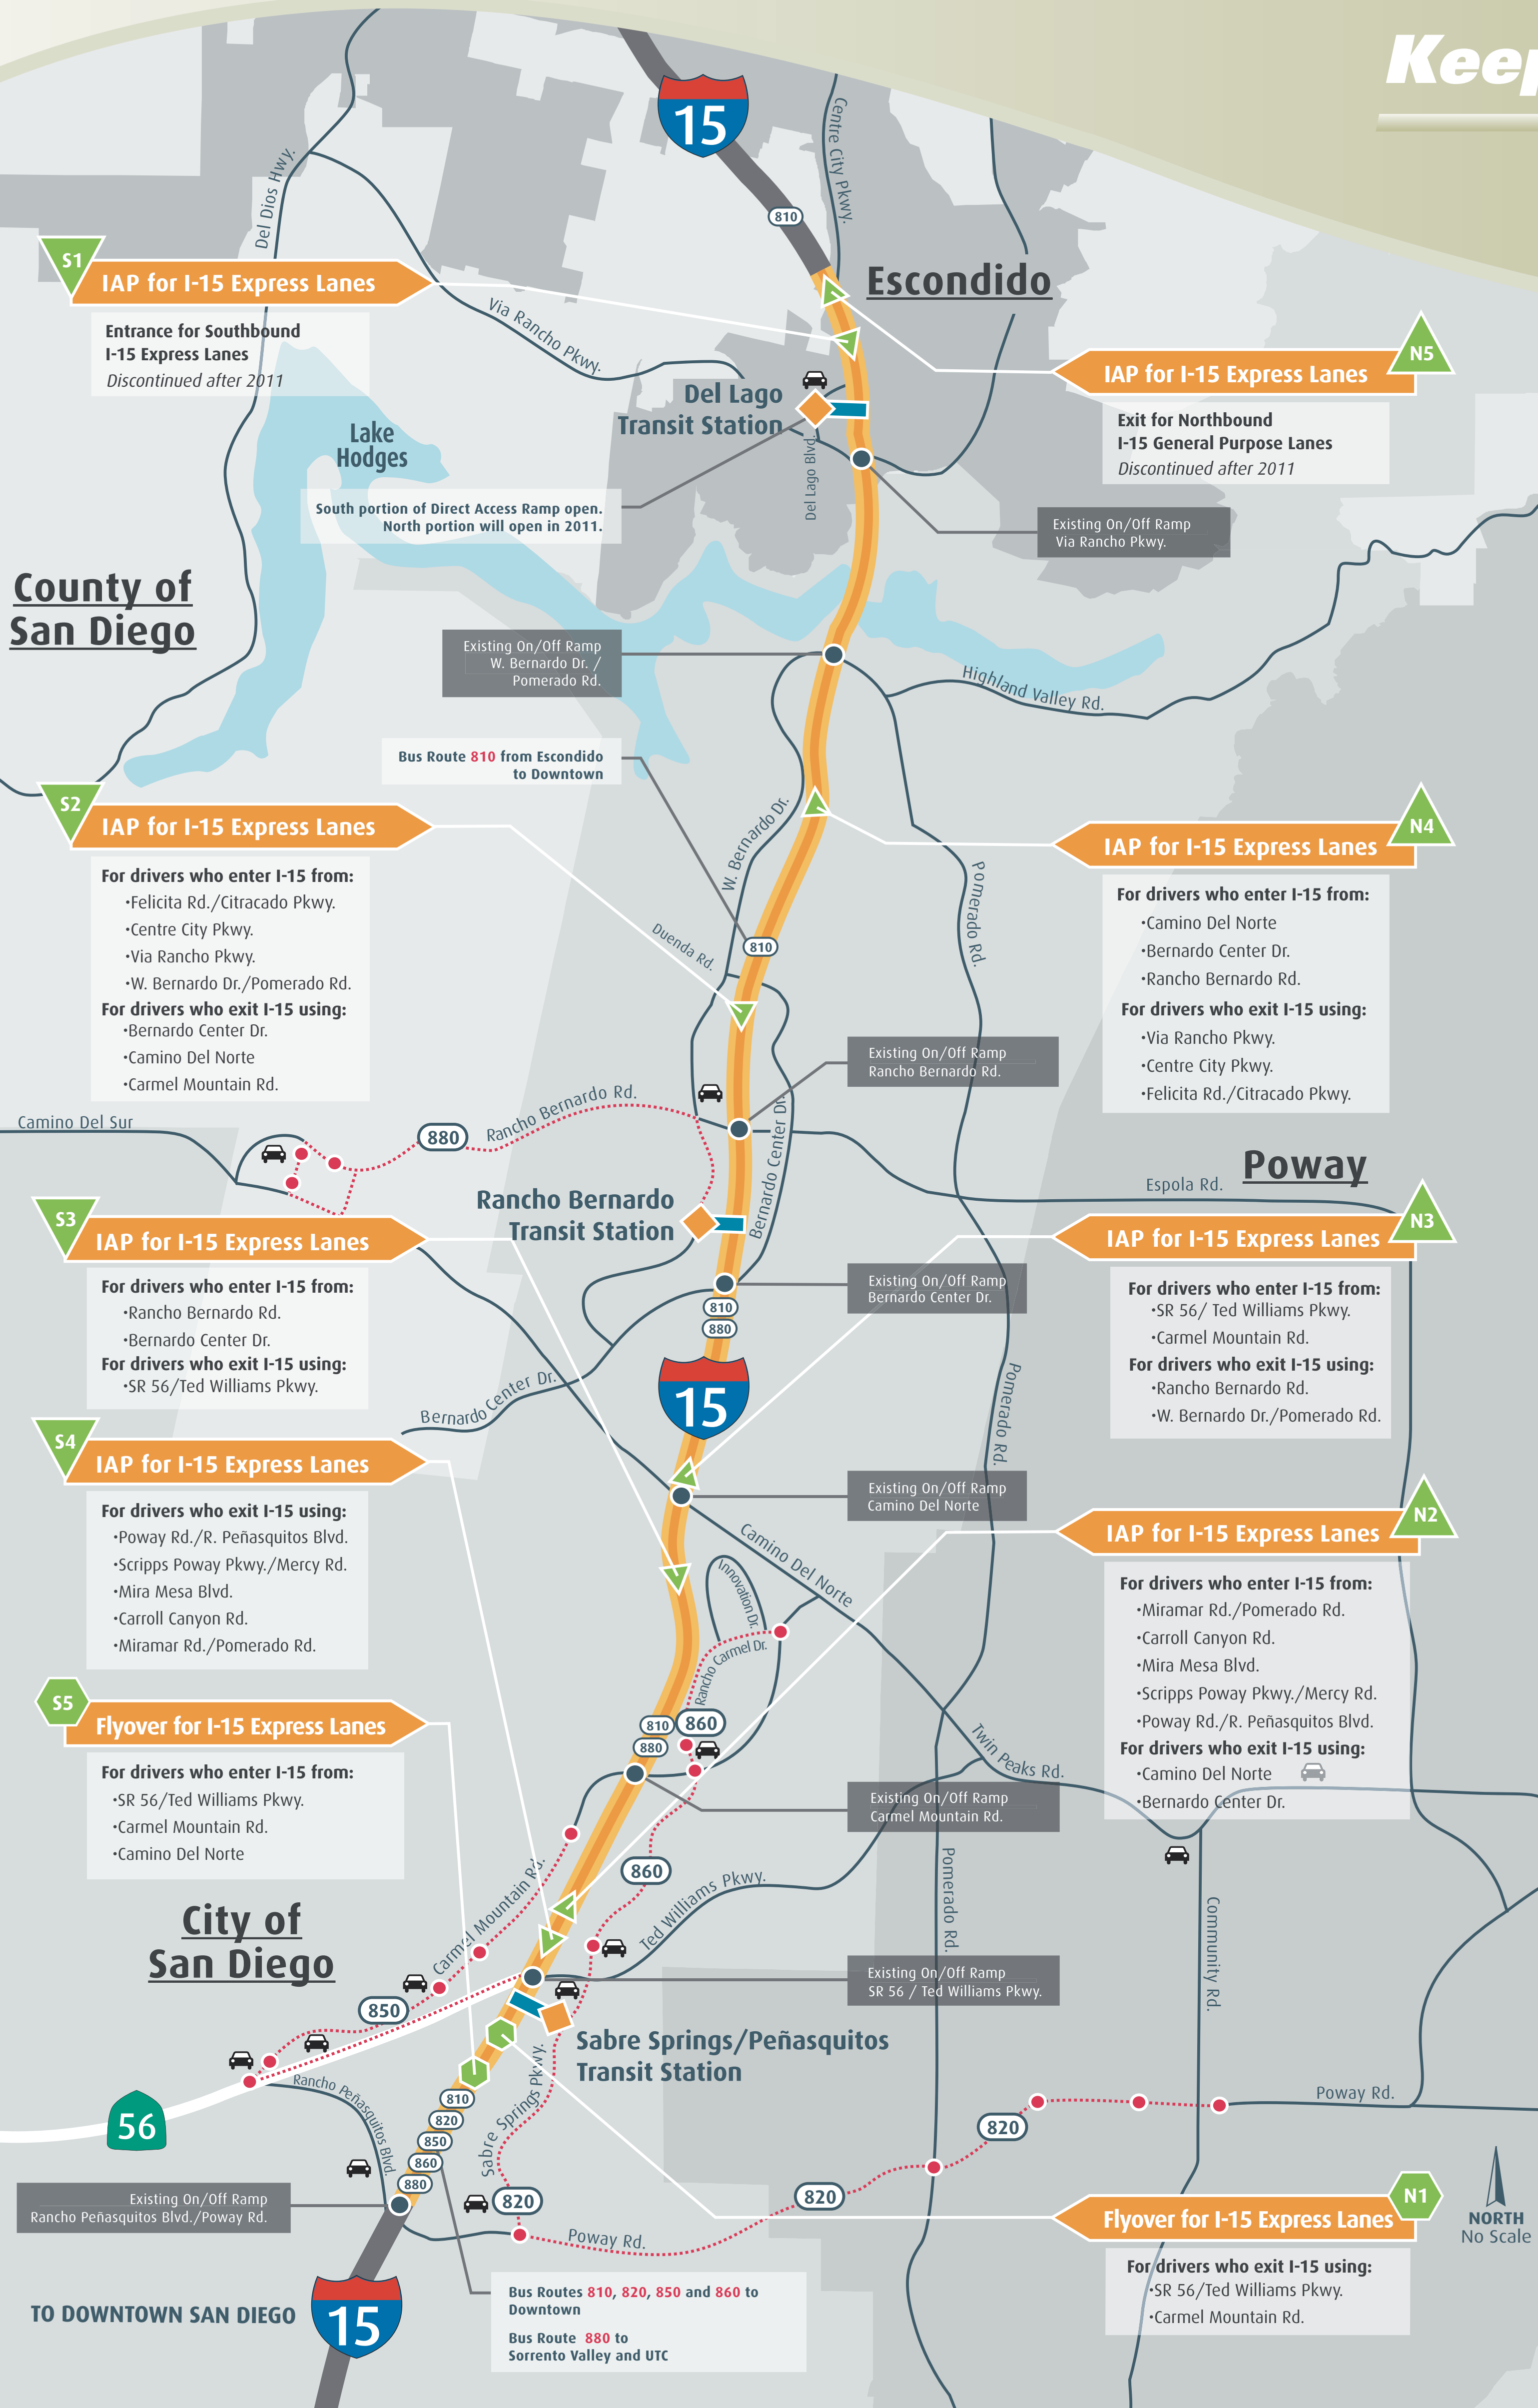 Keep
15
Centre City Pkwy.
Del Dios Hwy.
810
S1
IAP for I-15 Express Lanes
Entrance for Southbound
I-15 Express Lanes
Discontinued after 2011
Escondido
Via Rancho Pkwy.
N5
IAP for I-15 Express Lanes
Exit for Northbound
I-15 General Purpose Lanes
Discontinued after 2011
Del Lago
Transit Station
Lake
Hodges
Del Lago Blvd.
South portion of Direct Access Ramp open.
North portion will open in 2011.
Existing On/Off Ramp
Via Rancho Pkwy.
County of
San Diego
Existing On/Off Ramp
W. Bernardo Dr. /
Pomerado Rd.
Highland Valley Rd.
Bus Route 810 from Escondido
to Downtown
S2
IAP for I-15 Express Lanes
For drivers who enter I-15 from:
•Felicita Rd./Citracado Pkwy.
•Centre City Pkwy.
•Via Rancho Pkwy.
•W. Bernardo Dr./Pomerado Rd.
For drivers who exit I-15 using:
•Bernardo Center Dr.
•Camino Del Norte
•Carmel Mountain Rd.
W. Bernardo Dr.
Pomerado Rd.
N4
IAP for I-15 Express Lanes
For drivers who enter I-15 from:
•Camino Del Norte
•Bernardo Center Dr.
•Rancho Bernardo Rd.
For drivers who exit I-15 using:
•Via Rancho Pkwy.
•Centre City Pkwy.
•Felicita Rd./Citracado Pkwy.
Duenda Rd.
810
Existing On/Off Ramp
Rancho Bernardo Rd.
Camino Del Sur
880
Rancho Bernardo Rd.
Bernardo Center Dr.
Poway
Espola Rd.
Rancho Bernardo
Transit Station
S3
IAP for I-15 Express Lanes
For drivers who enter I-15 from:
•Rancho Bernardo Rd.
•Bernardo Center Dr.
For drivers who exit I-15 using:
•SR 56/Ted Williams Pkwy.
N3
IAP for I-15 Express Lanes
For drivers who enter I-15 from:
•SR 56/ Ted Williams Pkwy.
•Carmel Mountain Rd.
For drivers who exit I-15 using:
•Rancho Bernardo Rd.
•W. Bernardo Dr./Pomerado Rd.
Existing On/Off Ramp
Bernardo Center Dr.
810
880
15
Bernardo Center Dr.
Pomerado Rd.
S4
IAP for I-15 Express Lanes
For drivers who exit I-15 using:
•Poway Rd./R. Peñasquitos Blvd.
•Scripps Poway Pkwy./Mercy Rd.
•Mira Mesa Blvd.
•Carroll Canyon Rd.
•Miramar Rd./Pomerado Rd.
Existing On/Off Ramp
Camino Del Norte
Camino Del Norte
N2
IAP for I-15 Express Lanes
For drivers who enter I-15 from:
•Miramar Rd./Pomerado Rd.
•Carroll Canyon Rd.
•Mira Mesa Blvd.
•Scripps Poway Pkwy./Mercy Rd.
•Poway Rd./R. Peñasquitos Blvd.
For drivers who exit I-15 using:
•Camino Del Norte
•Bernardo Center Dr.
Innovation Dr.
Rancho Carmel Dr.
S5
Flyover for I-15 Express Lanes
For drivers who enter I-15 from:
•SR 56/Ted Williams Pkwy.
•Carmel Mountain Rd.
•Camino Del Norte
810
860
880
Twin Peaks Rd.
Existing On/Off Ramp
Carmel Mountain Rd.
860
Ted Williams Pkwy.
Carmel Mountain Rd.
Pomerado Rd.
Community Rd.
City of
San Diego
Existing On/Off Ramp
SR 56 / Ted Williams Pkwy.
850
Sabre Springs/Peñasquitos
Transit Station
Rancho Peñasquitos Blvd.
Sabre Springs Pkwy.
56
810
820
850
860
880
Poway Rd.
820
Existing On/Off Ramp
Rancho Peñasquitos Blvd./Poway Rd.
820
820
Poway Rd.
N1
Flyover for I-15 Express Lanes
For drivers who exit I-15 using:
•SR 56/Ted Williams Pkwy.
•Carmel Mountain Rd.
NORTH
No Scale
TO DOWNTOWN SAN DIEGO
15
Bus Routes 810, 820, 850 and 860 to
Downtown
Bus Route 880 to
Sorrento Valley and UTC